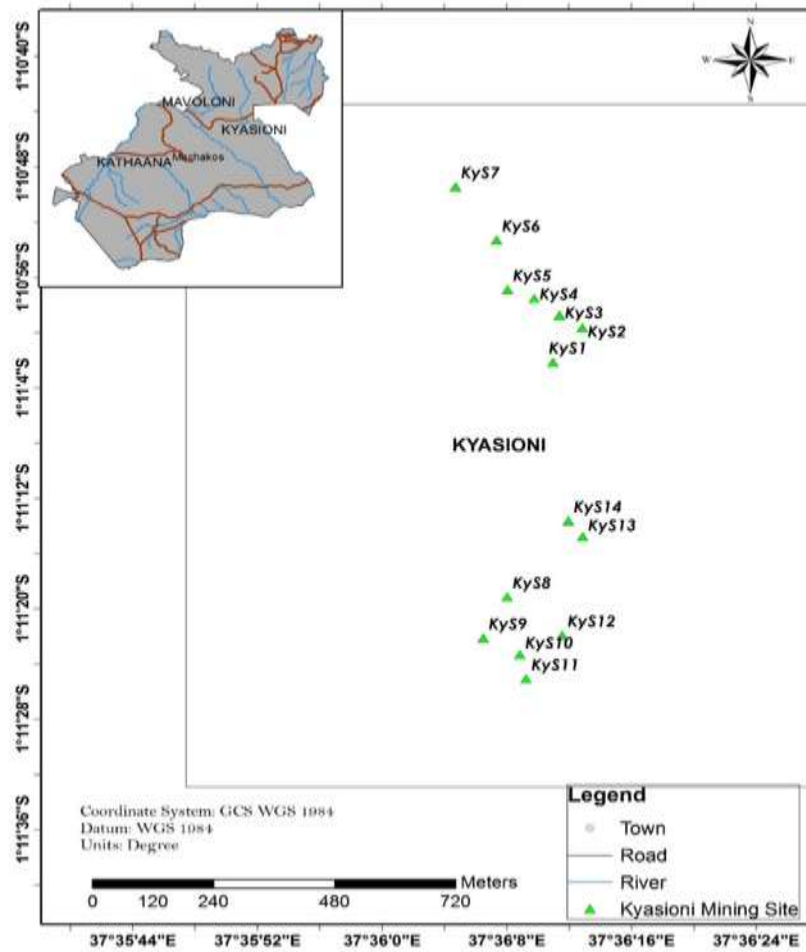 N
W E
S
MAVOLONI
KYASIONI
KATHAANA
Machakos
1°10'40"S
1°10'48"S
1°10'56"S
1°11'4"S
1°11'12"S
1°11'20"S
1°11'28"S
1°11'36"S
KyS7
KyS6
KyS5
KyS4
KyS3
KyS2
KyS1
KYASIONI
KyS14
KyS13
KyS8
KyS9
KyS12
KyS10
KyS11
Coordinate System: GCS WGS 1984
Datum: WGS 1984
Units: Degree
Meters
0 120 240 480 720
Legend
Town
Road
River
Kyasioni Mining Site
37°35'44"E 37°35'52"E 37°36'0"E 37°36'8"E 37°36'16"E 37°36'24"E